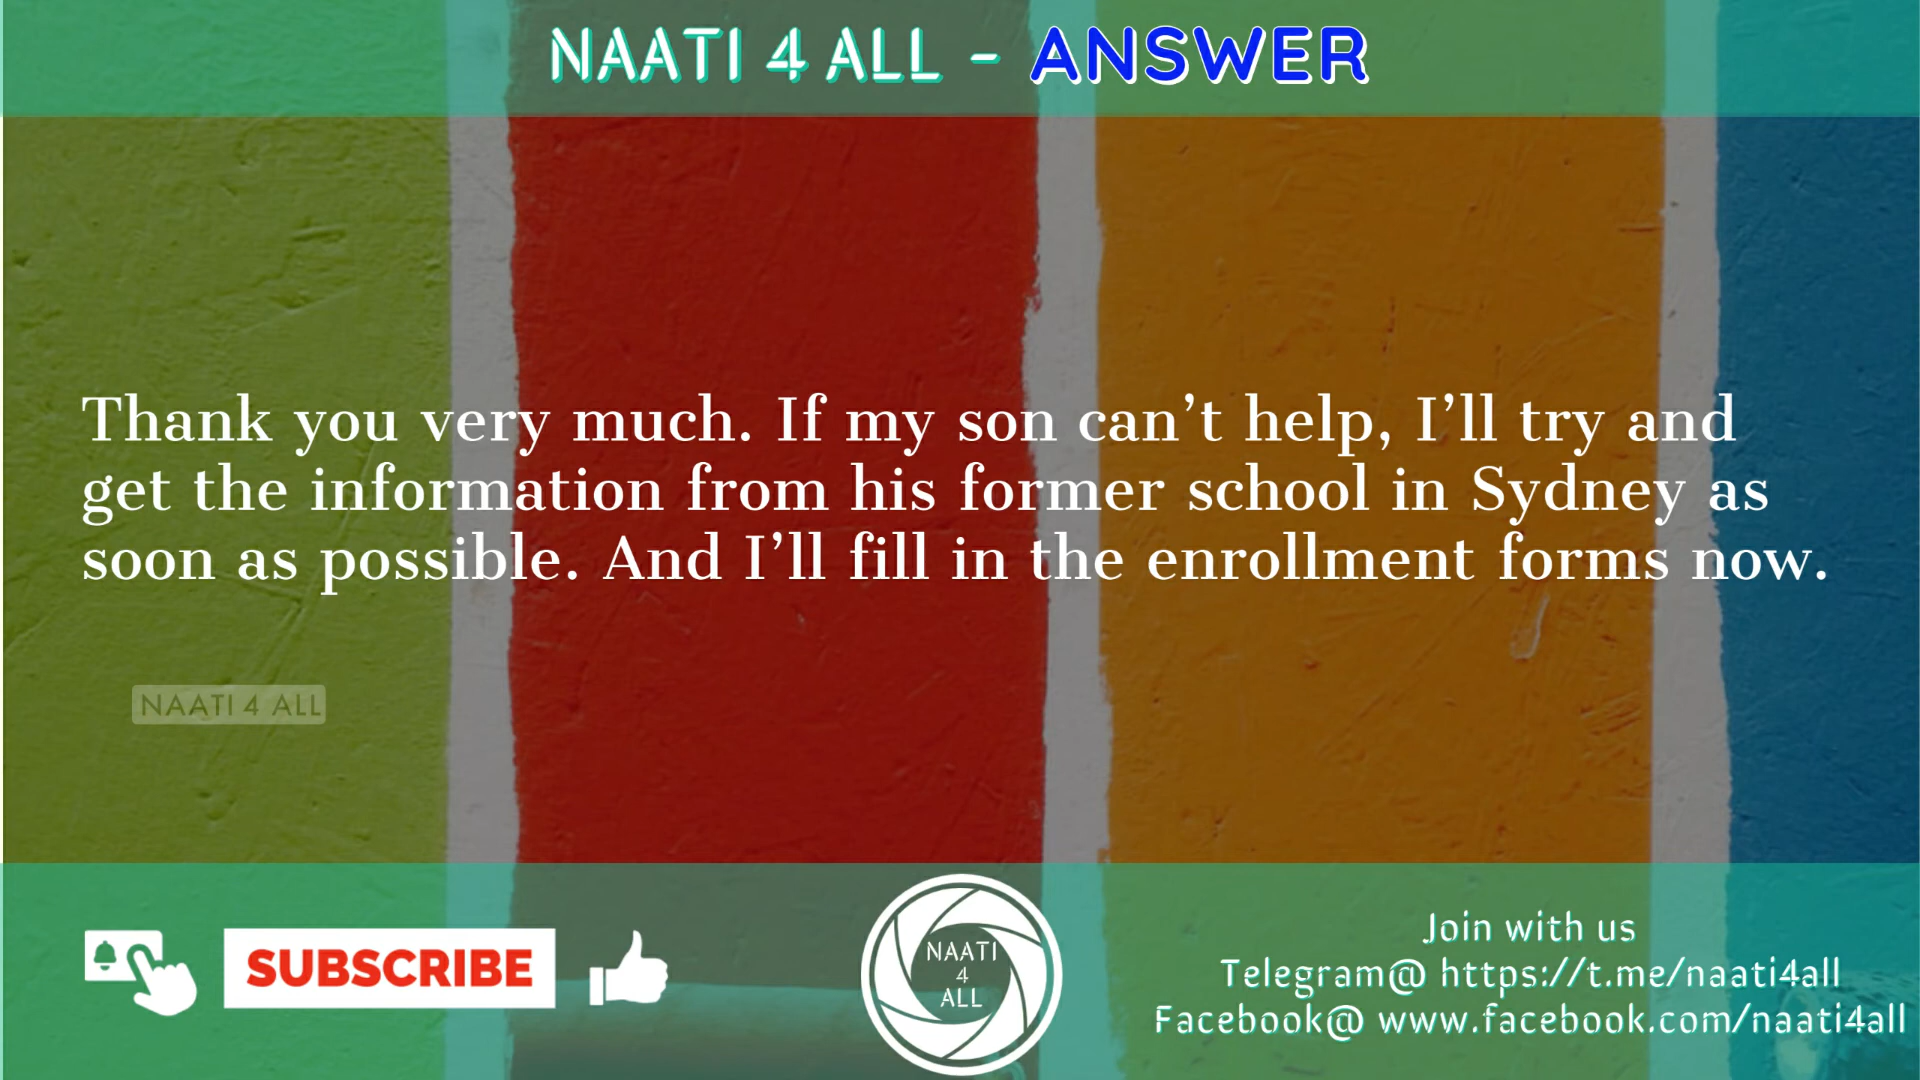 NAATI 4 ALL - ANSWER
Thank you very much. If my son can’t help, I’ll try and
get the information from his former school in Sydney as
soon as possible. And I’ll fill in the enrollment forms now.
NAATI 4 ALL
SUBSCRIBE
NAATI
4
ALL
Join with us
Telegram@ https://t.me/naati4all
Facebook@ www.facebook.com/naati4all